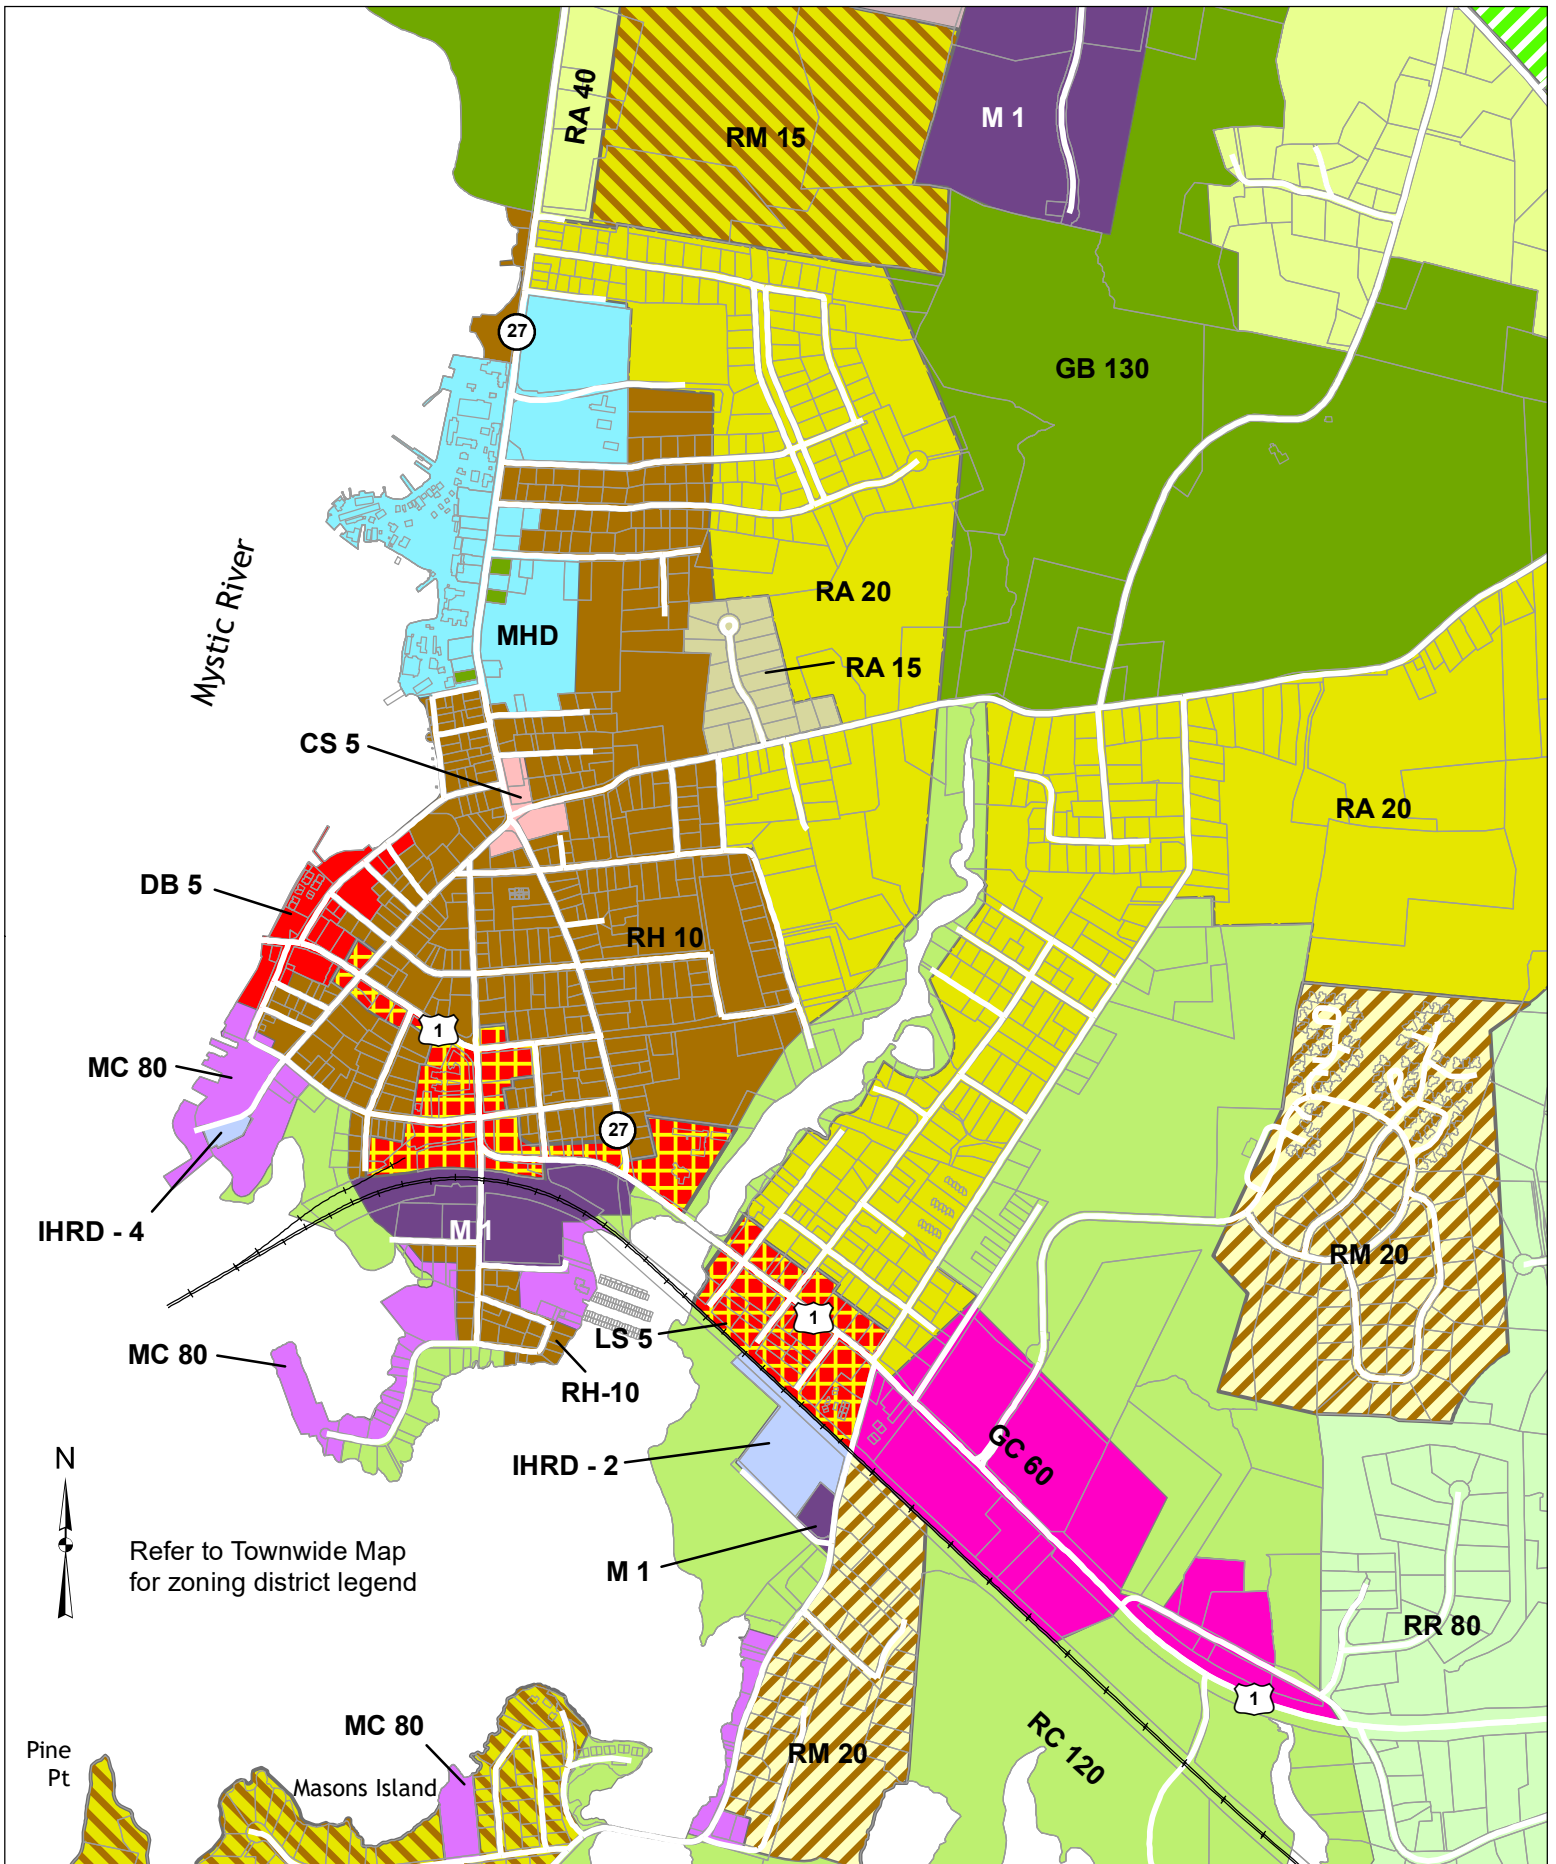 RA 40
RM 15
M 1
27
GB 130
Mystic River
RA 20
MHD
RA 15
CS 5
RA 20
DB 5
RH 10
1
MC 80
27
IHRD - 4
M 1
RM 20
1
LS 5
MC 80
RH-10
GC 60
N
IHRD - 2
Refer to Townwide Map
for zoning district legend
M 1
RR 80
1
MC 80
RC 120
RM 20
Pine
Pt
Masons Island